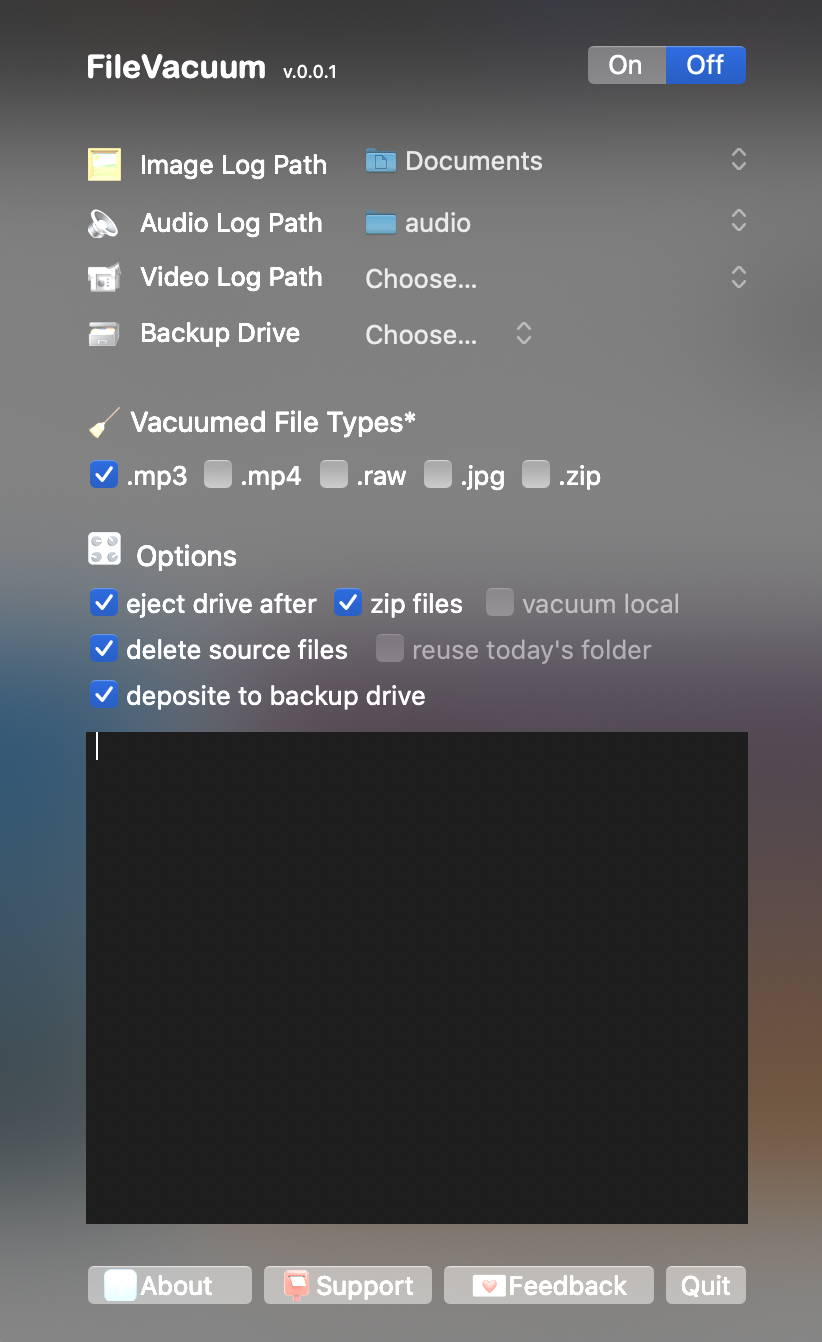 FileVacuum v.0.0.1 On Off
Image Log Path Documents
Audio Log Path audio
Video Log Path Choose...
Backup Drive Choose...
Vacuumed File Types*
.mp3 .mp4 .raw .jpg .zip
Options
eject drive after zip files vacuum local
delete source files reuse today's folder
deposite to backup drive
About Support Feedback Quit